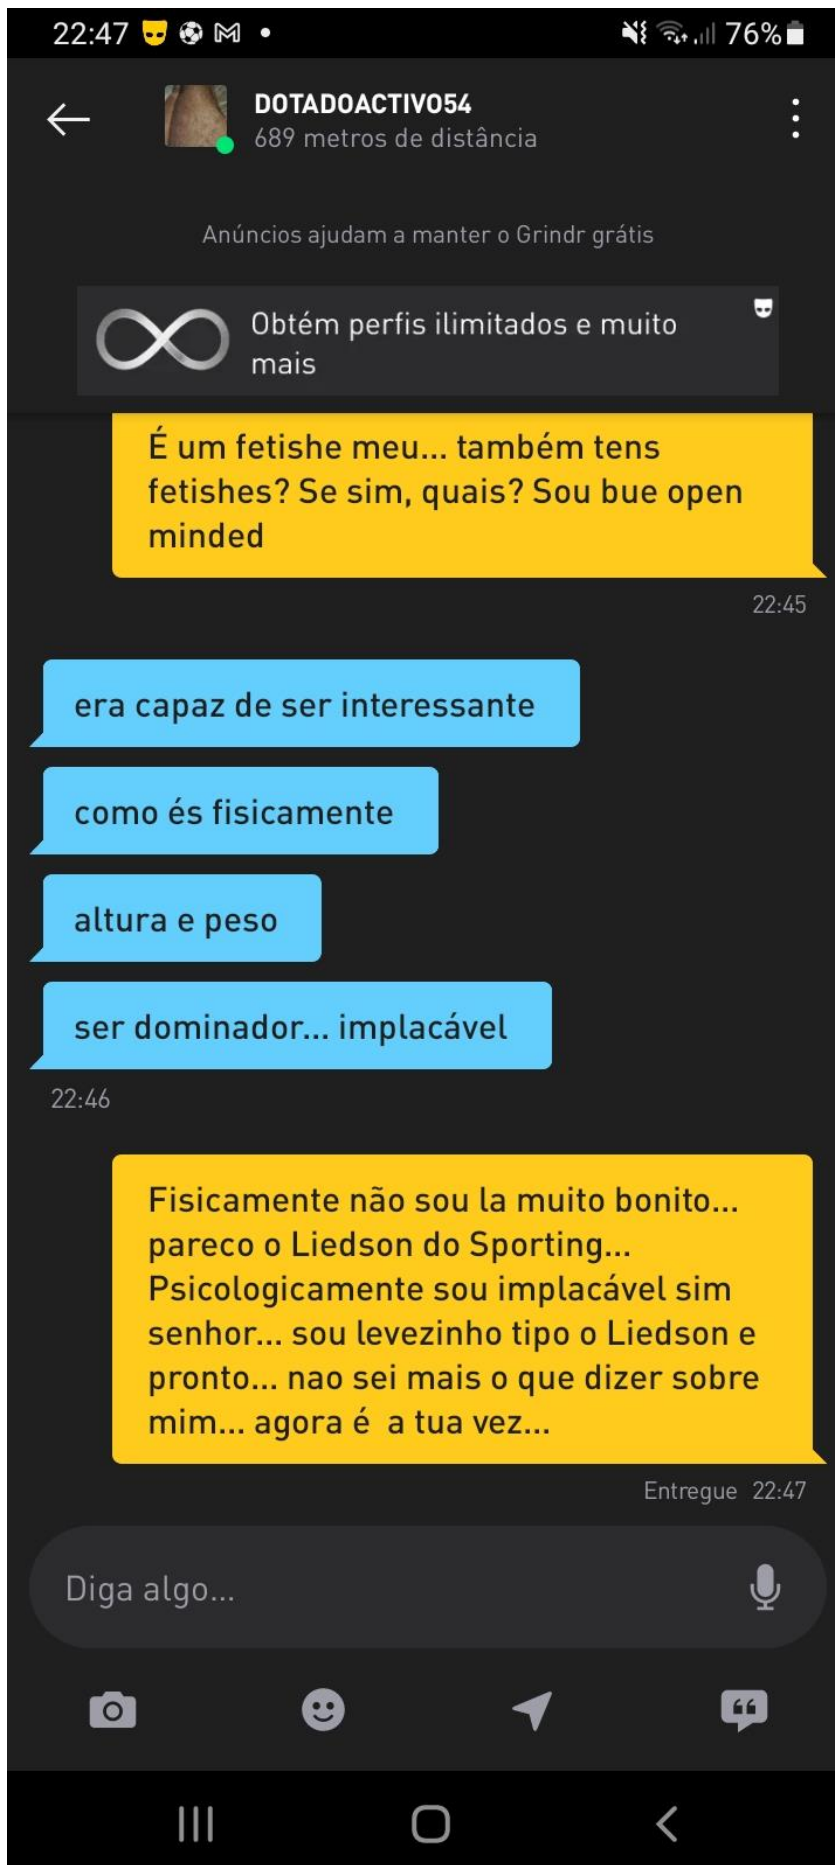 22:47
76%
DOTADOACTIVO54
689 metros de distância
Anúncios ajudam a manter o Grindr grátis
Obtém perfis ilimitados e muito
mais
É um fetishe meu... também tens
fetishes? Se sim, quais? Sou bue open
minded
22:45
era capaz de ser interessante
como és fisicamente
altura e peso
ser dominador... implacável
22:46
Fisicamente não sou la muito bonito...
pareco o Liedson do Sporting...
Psicologicamente sou implacável sim
senhor... sou levezinho tipo o Liedson e
pronto... nao sei mais o que dizer sobre
mim... agora é a tua vez...
Entregue 22:47
Diga algo...